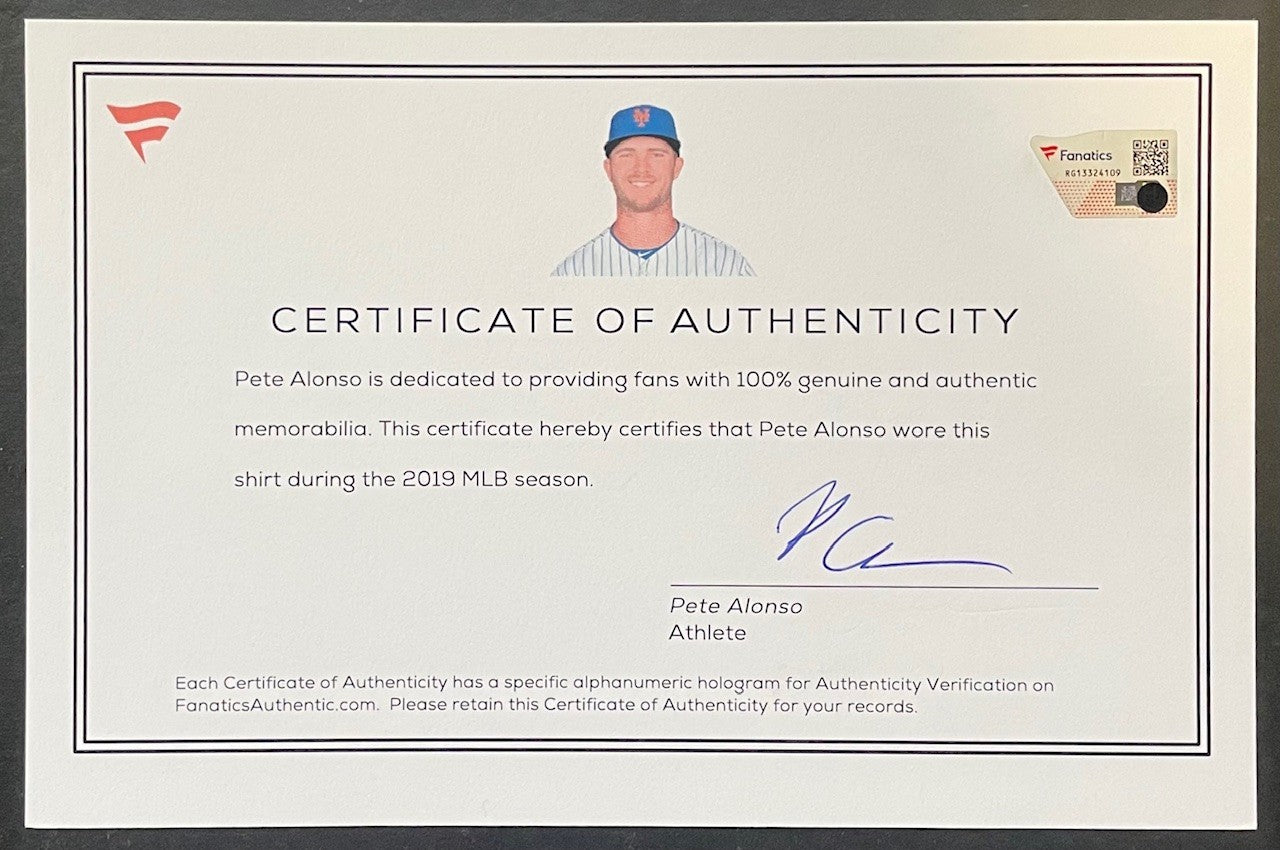 Fanatics
RG13324109
CERTIFICATE OF AUTHENTICITY
Pete Alonso is dedicated to providing fans with 100% genuine and authentic
memorabilia. This certificate hereby certifies that Pete Alonso wore this
shirt during the 2019 MLB season.
Pete Alonso
Athlete
Each Certificate of Authenticity has a specific alphanumeric hologram for Authenticity Verification on
FanaticsAuthentic.com. Please retain this Certificate of Authenticity for your records.